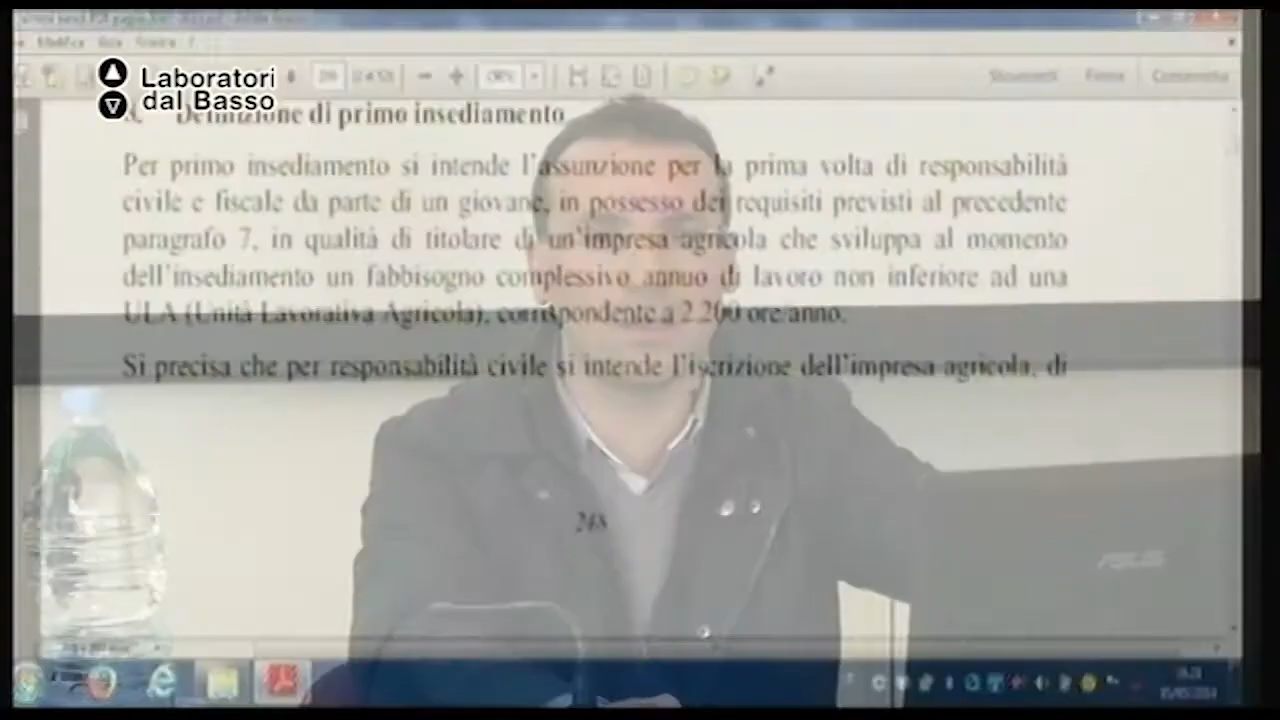 Laboratori
dal Basso
Definizione di primo insediamento
Per primo insediamento si intende l'assunzione per la prima volta di responsabilità
civile e fiscale da parte di un giovane, in possesso dei requisiti previsti al precedente
paragrafo 7, in qualità di titolare di un'impresa agricola che sviluppa al momento
dell'insediamento un fabbisogno complessivo annuo di lavoro non inferiore ad una
ULA (Unità Lavorativa Agricola), corrispondente a 2.200 ore/anno.
Si precisa che per responsabilità civile si intende l'iscrizione dell'impresa agricola, di
248
ASUS